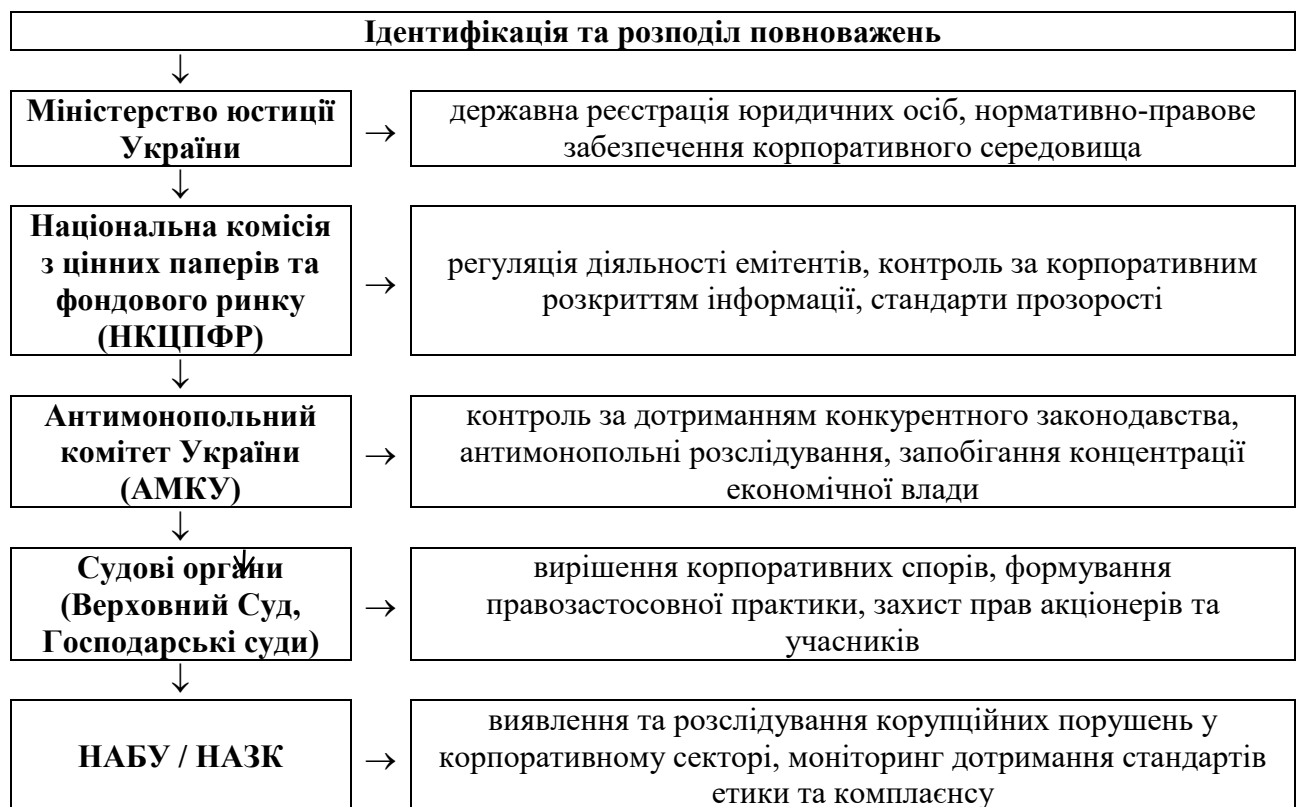 Ідентифікація та розподіл повноважень
↓
Міністерство юстиції
України
→
державна реєстрація юридичних осіб, нормативно-правове
забезпечення корпоративного середовища
↓
Національна комісія
з цінних паперів та
фондового ринку
(НКЦПФР)
→
регуляція діяльності емітентів, контроль за корпоративним
розкриттям інформації, стандарти прозорості
↓
Антимонопольний
комітет України
(АМКУ)
→
контроль за дотриманням конкурентного законодавства,
антимонопольні розслідування, запобігання концентрації
економічної влади
↓
Судові органи
(Верховний Суд,
Господарські суди)
→
вирішення корпоративних спорів, формування
правозастосовної практики, захист прав акціонерів та
учасників
↓
НАБУ / НАЗК
→
виявлення та розслідування корупційних порушень у
корпоративному секторі, моніторинг дотримання стандартів
етики та комплаєнсу